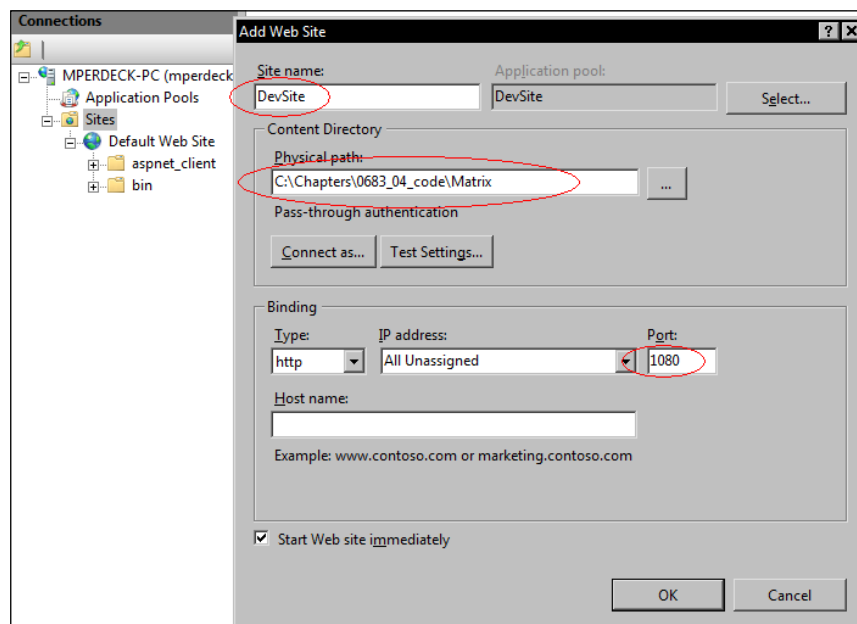 Connections
MPERDECK-PC (mperdeck
Application Pools
Sites
Default Web Site
aspnet_client
bin
Add Web Site
Site name:
Application pool:
DevSite
DevSite
Select...
Content Directory
Physical path:
C:\Chapters\0683_04_code\Matrix
...
Pass-through authentication
Connect as...
Test Settings...
Binding
Type:
IP address:
Port:
http
All Unassigned
1080
Host name:
Example: www.contoso.com or marketing.contoso.com
Start Web site immediately
OK
Cancel